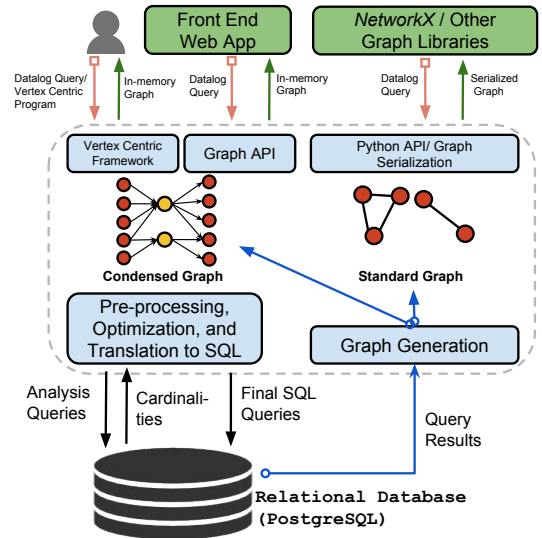 Front End
Web App
NetworkX / Other
Graph Libraries
Datalog Query/
Vertex Centric
Program
In-memory
Graph
Datalog
Query
In-memory
Graph
Datalog
Query
Serialized
Graph
Vertex Centric
Framework
Graph API
Python API/ Graph
Serialization
Condensed Graph
Standard Graph
Pre-processing,
Optimization, and
Translation to SQL
Graph Generation
Analysis
Queries
Cardinali-
ties
Final SQL
Queries
Query
Results
Relational Database
(PostgreSQL)